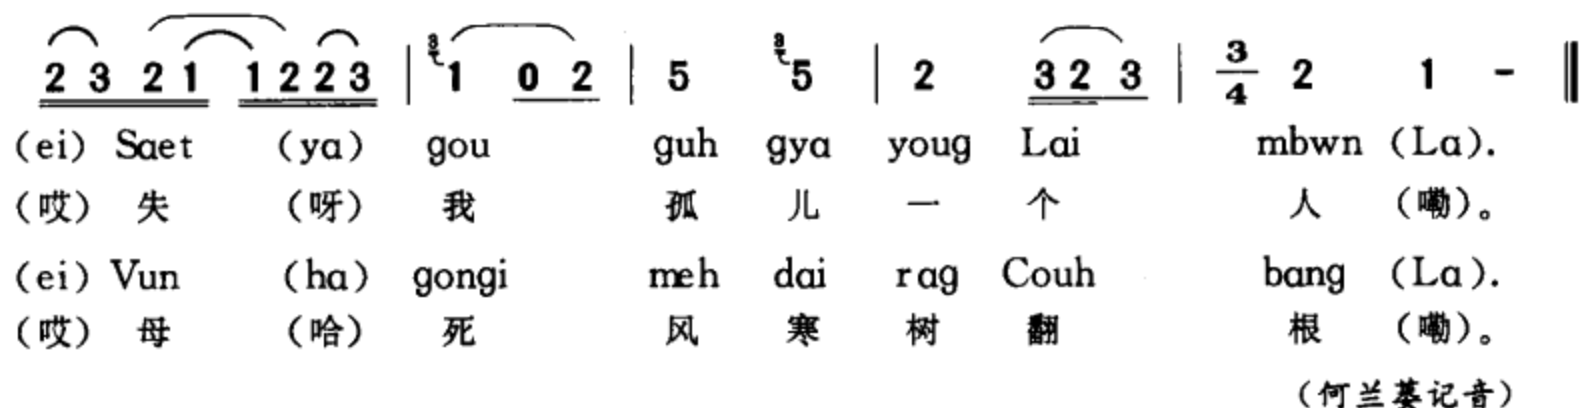 2 3 2 1 1 2 2 3 | 3 1 0 2 | 5 3 5 | 2 3 2 3 | 3/4 2 1 - ‖
(ei) Saet (ya) gou guh gya youg Lai mbwn (La).
(哎) 失 (呀) 我 孤 儿 一 个 人 (嘞)。
(ei) Vun (ha) gongi meh dai rag Couh bang (La).
(哎) 母 (哈) 死 风 寒 树 翻 根 (嘞)。
(何兰蒌记音)